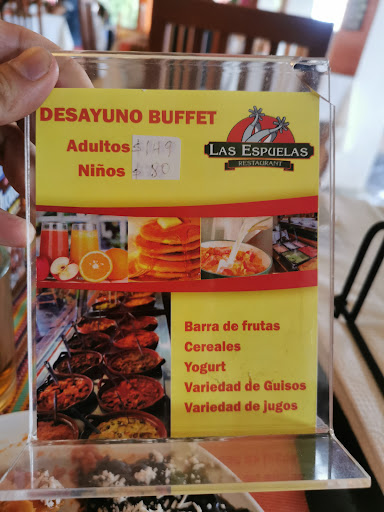 DESAYUNO BUFFET
Adultos $149
Niños $80
LAS ESPUELAS
RESTAURANT
Barra de frutas
Cereales
Yogurt
Variedad de Guisos
Variedad de jugos